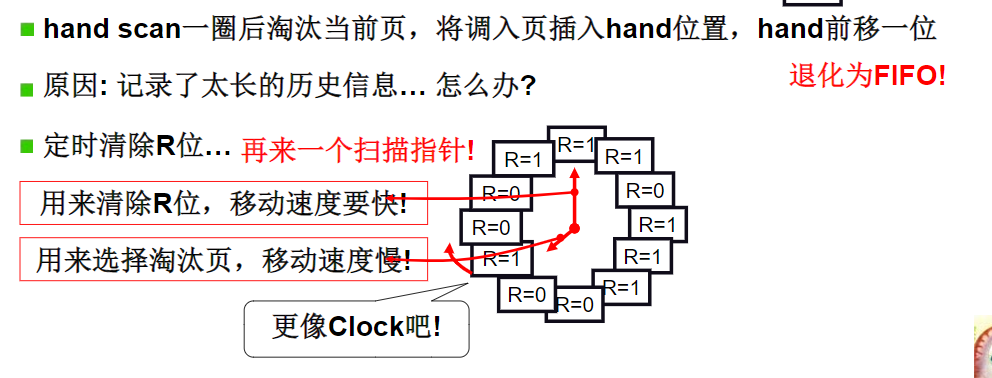 hand scan一圈后淘汰当前页，将调入页插入hand位置，hand前移一位
退化为FIFO!
原因: 记录了太长的历史信息… 怎么办?
定时清除R位… 再来一个扫描指针!
用来清除R位，移动速度要快!
用来选择淘汰页，移动速度慢!
更像Clock吧!
R=1
R=1
R=1
R=0
R=0
R=0
R=1
R=1
R=1
R=1
R=0
R=0